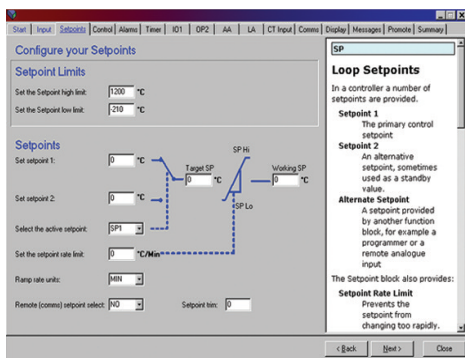 Start Input Setpoints Control Alarms Timer IO1 OP2 AA LA CT Input Comms Display Messages Promote Summary
Configure your Setpoints
Setpoint Limits
Set the Setpoint high limit: 1200 °C
Set the Setpoint low limit: -210 °C
Setpoints
SP Hi
Set setpoint 1: 0 °C
Target SP
Working SP
0 °C
0 °C
Set setpoint 2: 0 °C
SP Lo
Select the active setpoint: SP1
Set the setpoint rate limit: 0 °C/Min
Ramp rate units: MIN
Remote (comms) setpoint select: NO
Setpoint trim: 0
SP
Loop Setpoints
In a controller a number of
setpoints are provided.
Setpoint 1
The primary control
setpoint
Setpoint 2
An alternative
setpoint, sometimes
used as a standby
value.
Alternate Setpoint
A setpoint provided
by another function
block, for example a
programmer or a
remote analogue
input
The Setpoint block also provides:
Setpoint Rate Limit
Prevents the
setpoint from
changing too rapidly.
< Back Next > Close